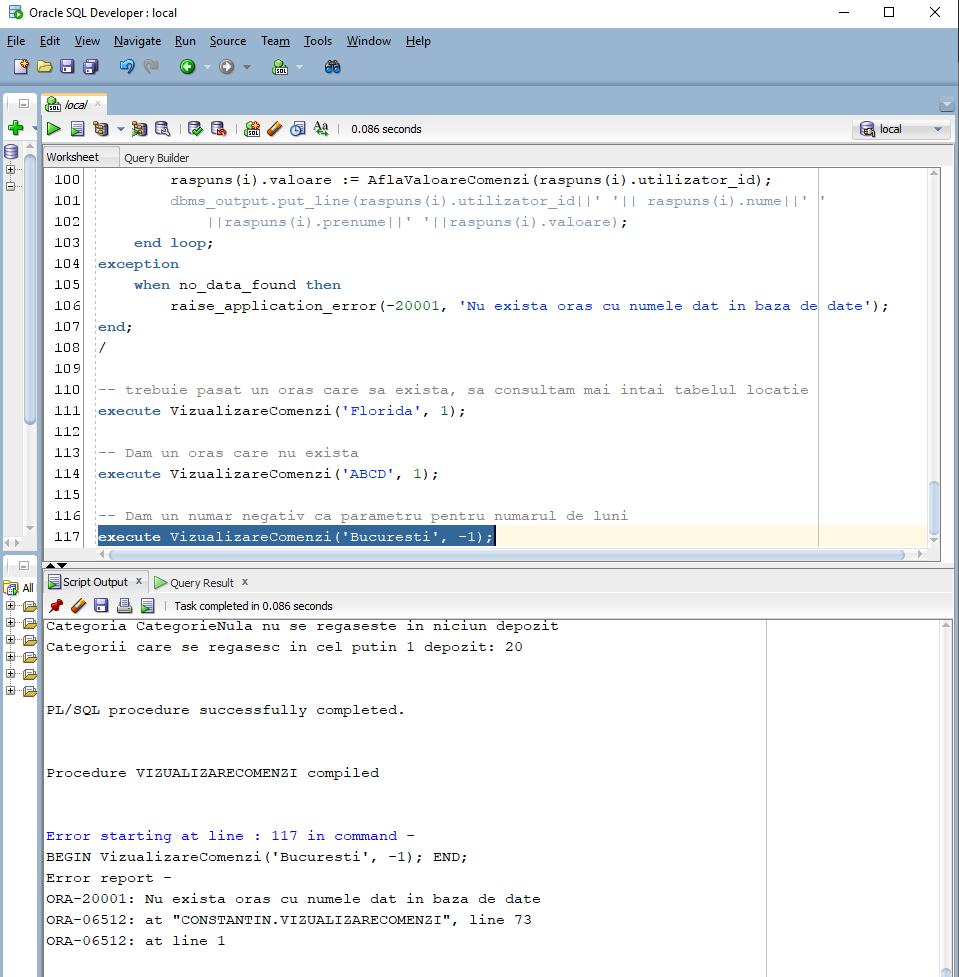 Oracle SQL Developer : local
File Edit View Navigate Run Source Team Tools Window Help
local
0.086 seconds
local
Worksheet Query Builder
100 raspuns(i).valoare := AflaValoareComenzi(raspuns(i).utilizator_id);
101 dbms_output.put_line(raspuns(i).utilizator_id||' '|| raspuns(i).nume||' '
102 ||raspuns(i).prenume||' '||raspuns(i).valoare);
103 end loop;
104 exception
105 when no_data_found then
106 raise_application_error(-20001, 'Nu exista oras cu numele dat in baza de date');
107 end;
108 /
109
110 -- trebuie pasat un oras care sa exista, sa consultam mai intai tabelul locatie
111 execute VizualizareComenzi('Florida', 1);
112
113 -- Dam un oras care nu exista
114 execute VizualizareComenzi('ABCD', 1);
115
116 -- Dam un numar negativ ca parametru pentru numarul de luni
117 execute VizualizareComenzi('Bucuresti', -1);
Script Output x Query Result x
All
Task completed in 0.086 seconds
Categoria CategorieNula nu se regaseste in niciun depozit
Categorii care se regasesc in cel putin 1 depozit: 20
PL/SQL procedure successfully completed.
Procedure VIZUALIZARECOMENZI compiled
Error starting at line : 117 in command -
BEGIN VizualizareComenzi('Bucuresti', -1); END;
Error report -
ORA-20001: Nu exista oras cu numele dat in baza de date
ORA-06512: at "CONSTANTIN.VIZUALIZARECOMENZI", line 73
ORA-06512: at line 1